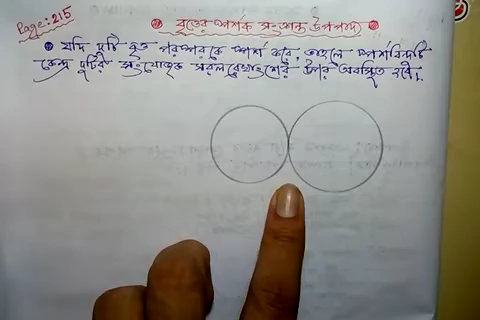 Page:215
বৃত্তের স্পর্শক সংক্রান্ত উপপাদ্য
যদি দুটি বৃত্ত পরস্পরকে স্পর্শ করে, তাহলে স্পর্শবিন্দুটি
কেন্দ্র দুটির সংযোজক সরলরেখাংশের উপর অবস্থিত হবে।